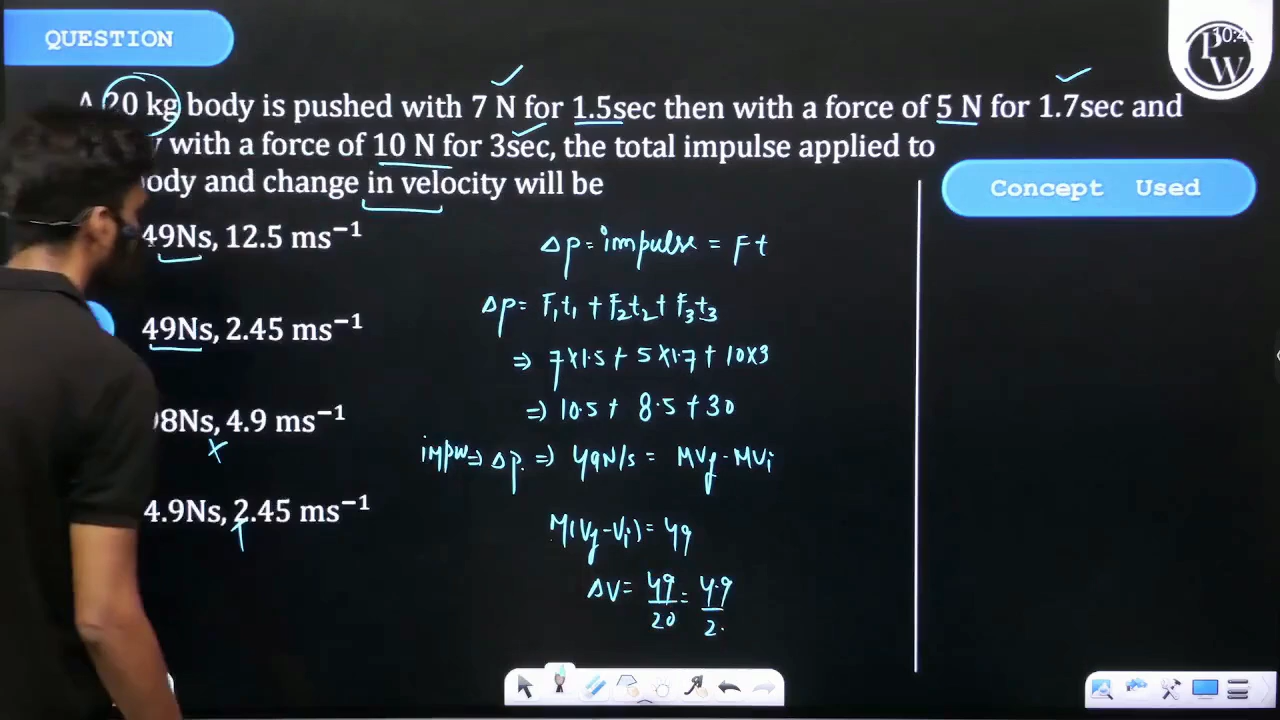 QUESTION
10:4
PW
A 20 kg body is pushed with 7 N for 1.5sec then with a force of 5 N for 1.7sec and
with a force of 10 N for 3sec, the total impulse applied to
ody and change in velocity will be
Concept Used
49Ns, 12.5 ms⁻¹
49Ns, 2.45 ms⁻¹
98Ns, 4.9 ms⁻¹
4.9Ns, 2.45 ms⁻¹
Δp = impulse = Ft
Δp = F₁t₁ + F₂t₂ + F₃t₃
⇒ 7×1.5 + 5×1.7 + 10×3
⇒ 10.5 + 8.5 + 30
⇒ Δp. ⇒ 49N/s = MVf - MVi
M(Vf-Vi) = 49
ΔV = 49/20 = 4.9/2.